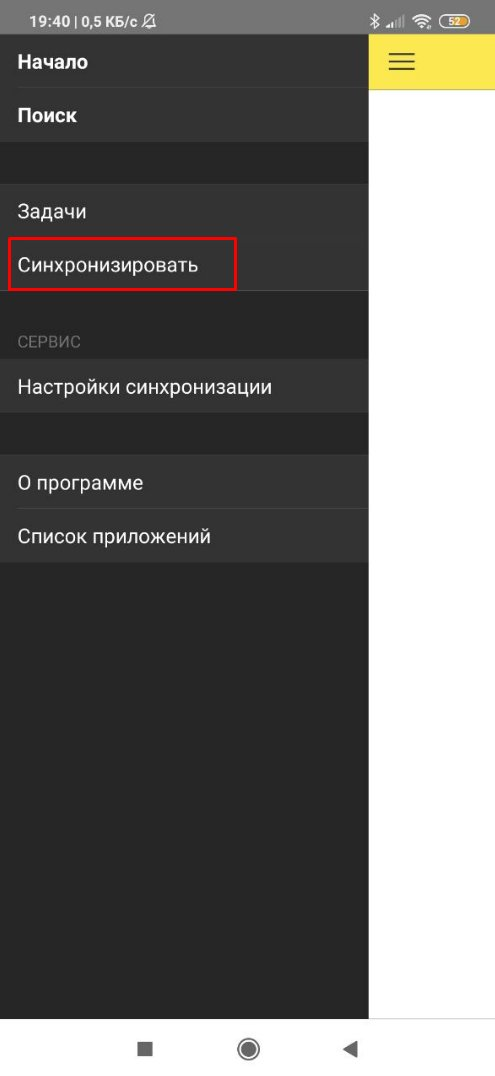 19:40 | 0,5 КБ/с
52
Начало
Поиск
Задачи
Синхронизировать
СЕРВИС
Настройки синхронизации
О программе
Список приложений